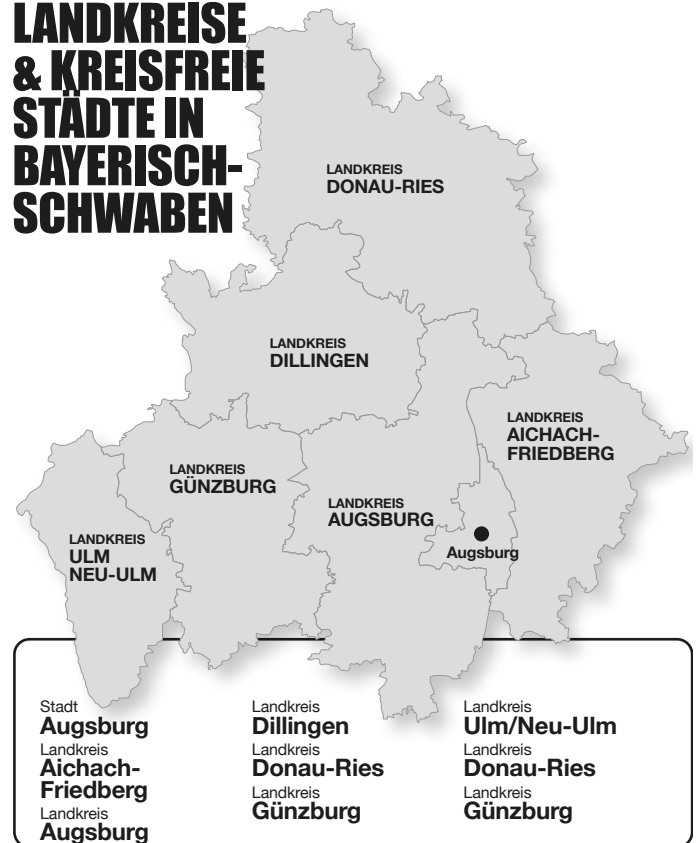 LANDKREISE
& KREISFREIE
STÄDTE IN
BAYERISCH-
SCHWABEN
LANDKREIS
DONAU-RIES
LANDKREIS
DILLINGEN
LANDKREIS
AICHACH-
FRIEDBERG
LANDKREIS
GÜNZBURG
LANDKREIS
AUGSBURG
LANDKREIS
ULM
NEU-ULM
Augsburg
Stadt
Augsburg
Landkreis
Aichach-
Friedberg
Landkreis
Augsburg
Landkreis
Dillingen
Landkreis
Donau-Ries
Landkreis
Günzburg
Landkreis
Ulm/Neu-Ulm
Landkreis
Donau-Ries
Landkreis
Günzburg